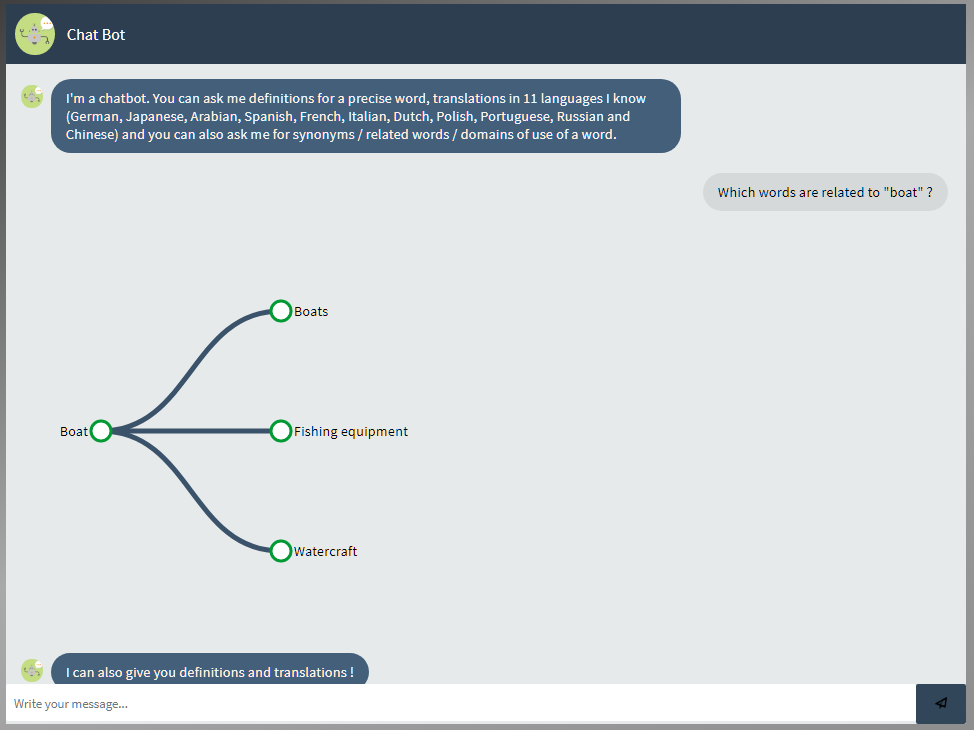 Chat Bot
I'm a chatbot. You can ask me definitions for a precise word, translations in 11 languages I know
(German, Japanese, Arabian, Spanish, French, Italian, Dutch, Polish, Portuguese, Russian and
Chinese) and you can also ask me for synonyms / related words / domains of use of a word.
Which words are related to "boat" ?
Boats
Boat
Fishing equipment
Watercraft
I can also give you definitions and translations !
Write your message...